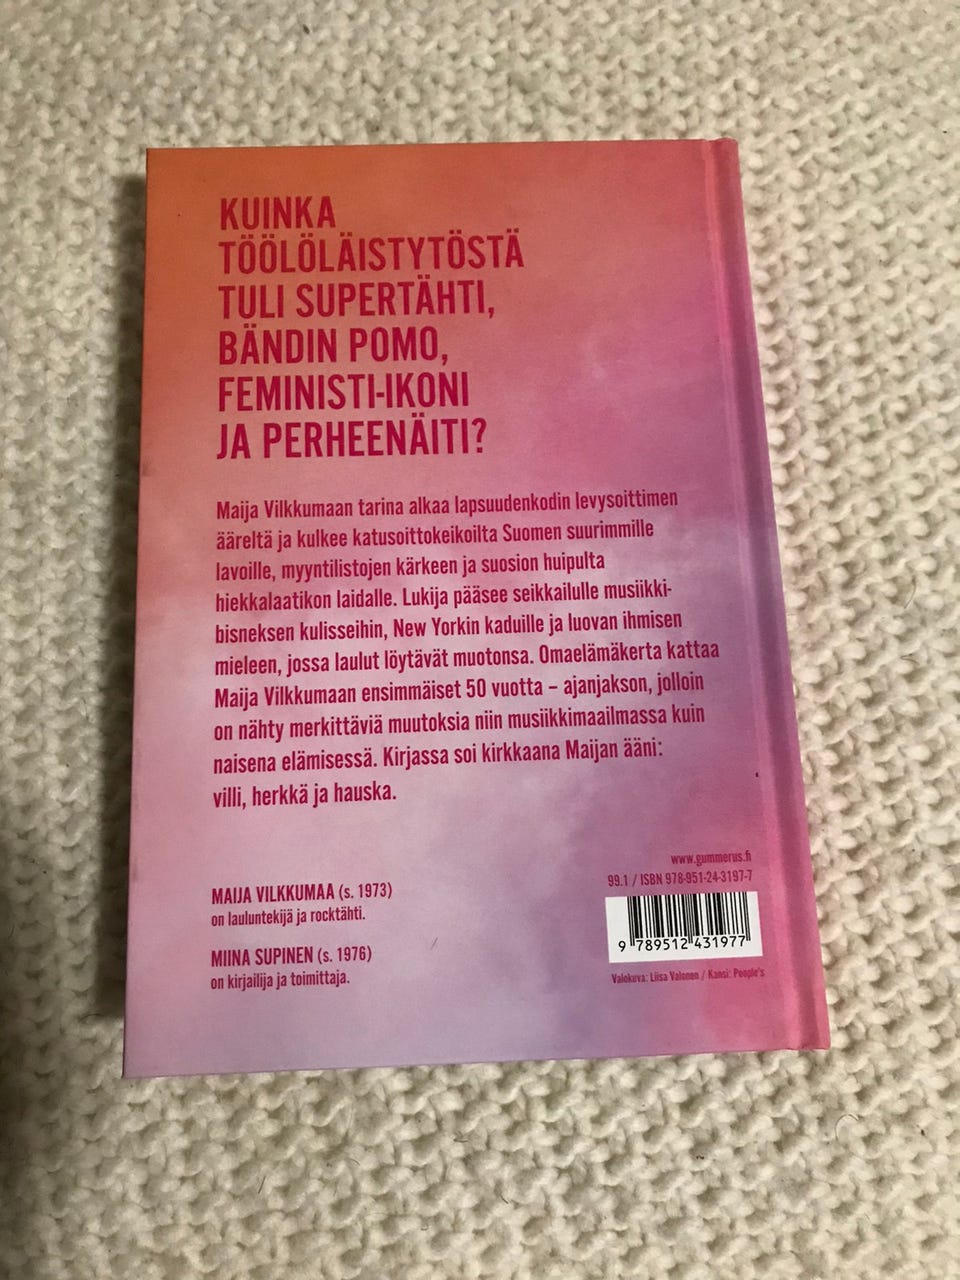 KUINKA
TÖÖLÖLÄISTYTÖSTÄ
TULI SUPERTÄHTI,
BÄNDIN POMO,
FEMINISTI-IKONI
JA PERHEENÄITI?
Maija Vilkkumaan tarina alkaa lapsuudenkodin levysoittimen
ääreltä ja kulkee katusoittokeikoilta Suomen suurimmille
lavoille, myyntilistojen kärkeen ja suosion huipulta
hiekkalaatikon laidalle. Lukija pääsee seikkailulle musiikki-
bisneksen kulisseihin, New Yorkin kaduille ja luovan ihmisen
mieleen, jossa laulut löytävät muotonsa. Omaelämäkerta kattaa
Maija Vilkkumaan ensimmäiset 50 vuotta – ajanjakson, jolloin
on nähty merkittäviä muutoksia niin musiikkimaailmassa kuin
naisena elämisessä. Kirjassa soi kirkkaana Maijan ääni:
villi, herkkä ja hauska.
MAIJA VILKKUMAA (s. 1973)
on lauluntekijä ja rocktähti.
MIINA SUPINEN (s. 1976)
on kirjailija ja toimittaja.
www.gummerus.fi
99.1 / ISBN 978-951-24-3197-7
9 789512 431977
Valokuva: Liisa Valonen / Kansi: People's